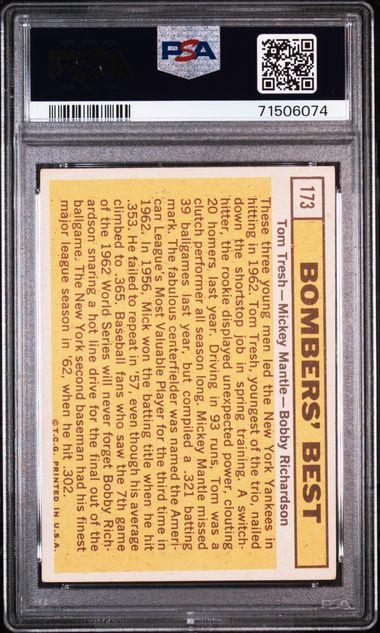 PSA
PSA
71506074
173
BOMBERS' BEST
Tom Tresh—Mickey Mantle—Bobby Richardson
These three young men led the New York Yankees in
hitting in 1962. Tom Tresh, youngest of the trio, nailed
down the shortstop job in spring training. A switch-
hitter, the rookie displayed unexpected power, clouting
20 homers last year. Driving in 93 runs, Tom was a
clutch performer all season long. Mickey Mantle missed
39 ballgames last year, but compiled a .321 batting
mark. The fabulous centerfielder was named the Ameri-
can League's Most Valuable Player for the third time in
1962. In 1956, Mick won the batting title when he hit
.353. He failed to repeat in '57, even though his average
climbed to .365. Baseball fans who saw the 7th game
of the 1962 World Series will never forget Bobby Rich-
ardson snaring a hot line drive for the final out of the
ballgame. The New York second baseman had his finest
major league season in '62, when he hit .302.
©T.C.G. PRINTED IN U.S.A.